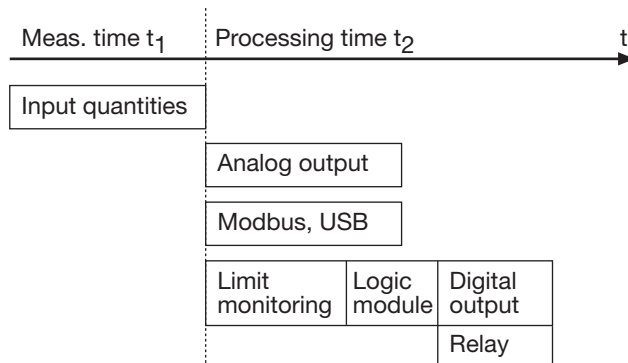 Meas. time t1 Processing time t2 t
Input quantities
Analog output
Modbus, USB
Limit monitoring
Logic module
Digital output
Relay